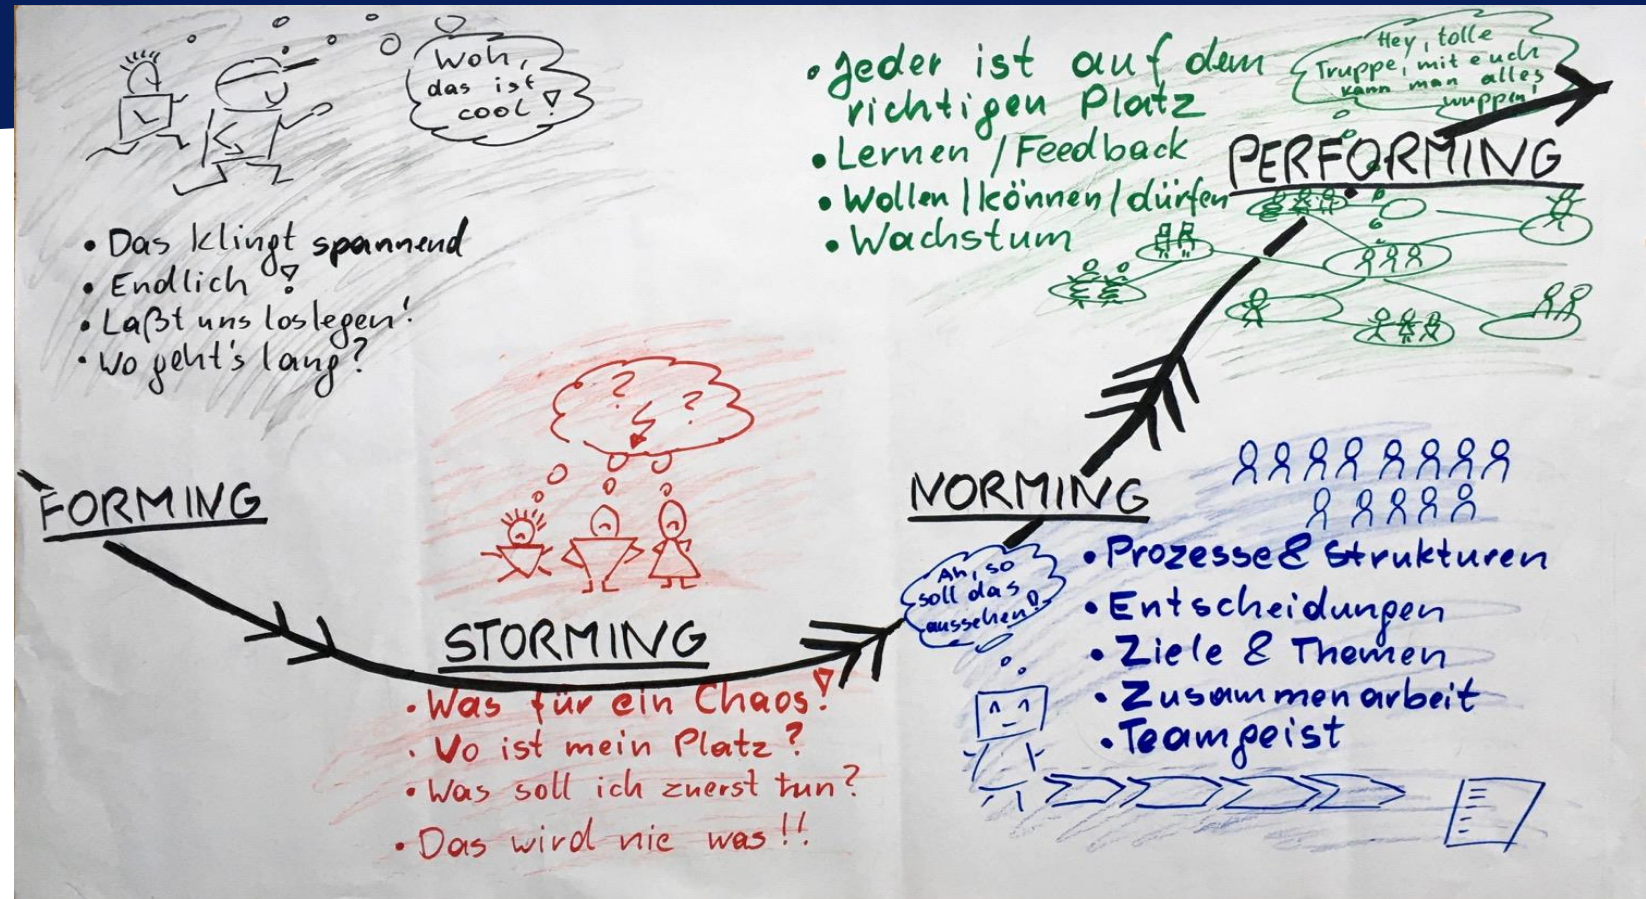 Woh,
das ist
cool!
• Das klingt spannend
• Endlich!
• Laßt uns loslegen!
• Wo geht's lang?
FORMING
? ?
STORMING
• Was für ein Chaos!
• Wo ist mein Platz?
• Was soll ich zuerst tun?
• Das wird nie was!!
NORMING
Ah, so
soll das
aussehen!
• Prozesse & Strukturen
• Entscheidungen
• Ziele & Themen
• Zusammenarbeit
• Teamgeist
• Jeder ist auf dem
richtigen Platz
• Lernen / Feedback
• Wollen / können / dürfen
• Wachstum
Hey, tolle
Truppe, mit euch
kann man alles
wuppen!
PERFORMING